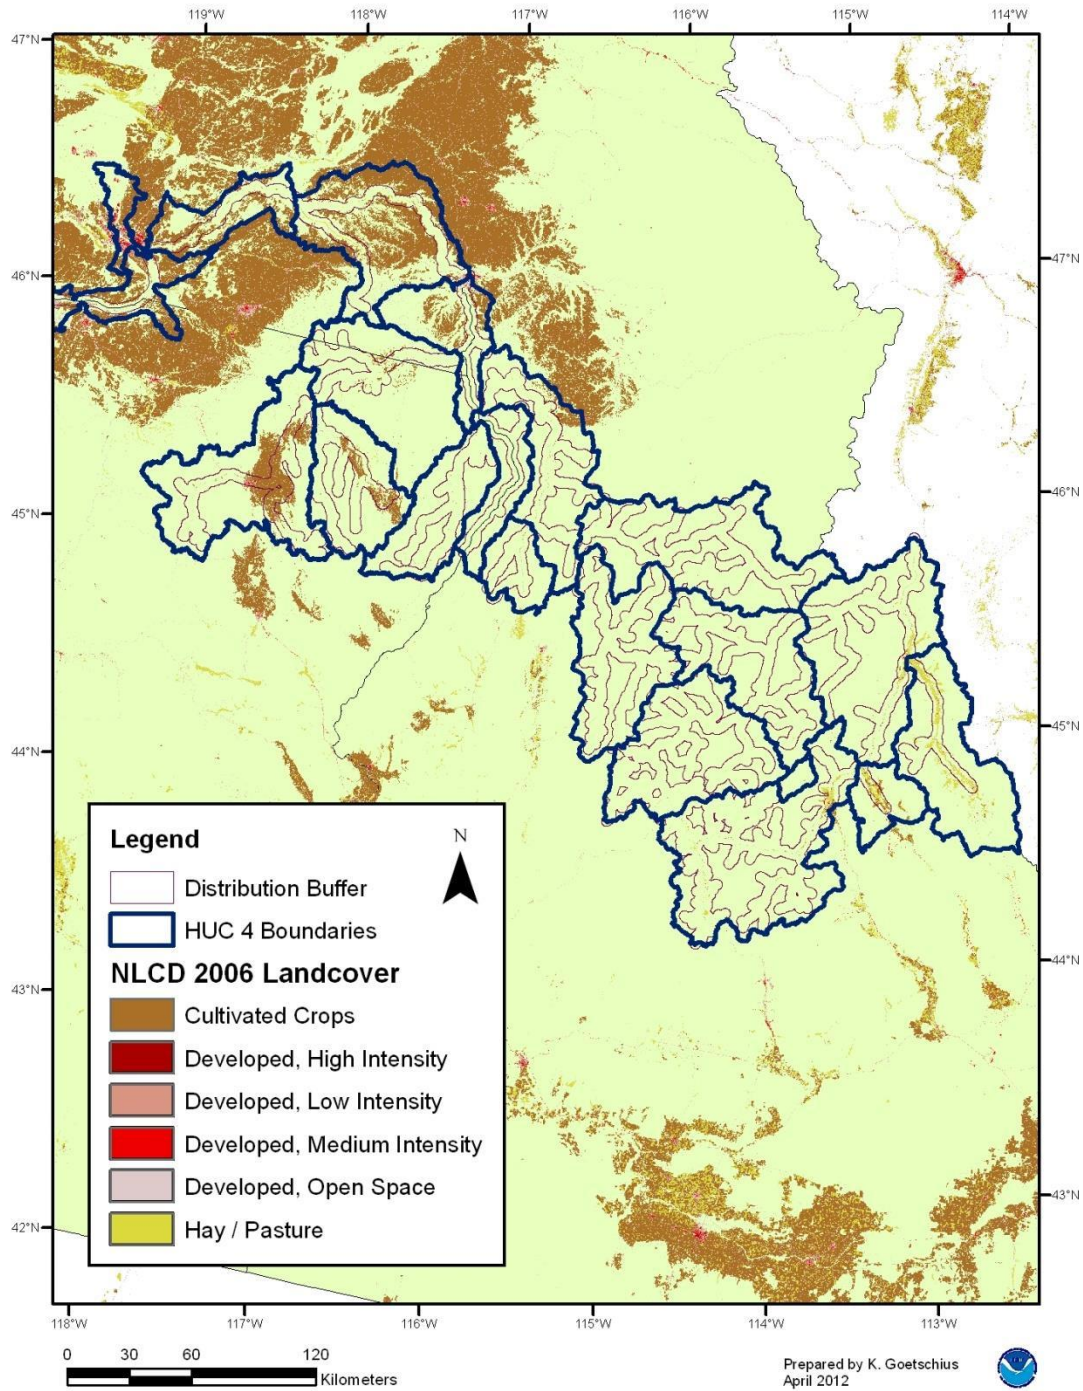 119°W 118°W 117°W 116°W 115°W 114°W
47°N
46°N 47°N
45°N 46°N
44°N 45°N
Legend
N
Distribution Buffer
HUC 4 Boundaries
NLCD 2006 Landcover
44°N
43°N
Cultivated Crops
Developed, High Intensity
Developed, Low Intensity
Developed, Medium Intensity
Developed, Open Space
43°N
42°N
Hay / Pasture
118°W 117°W 116°W 115°W 114°W 113°W
0 30 60 120
Kilometers
Prepared by K. Goetschius
April 2012